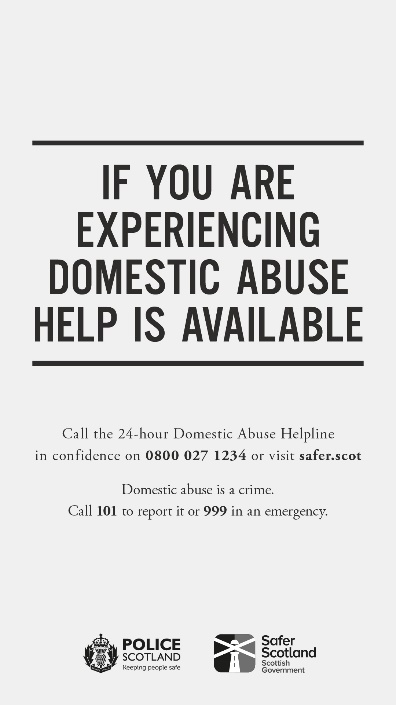 IF YOU ARE
EXPERIENCING
DOMESTIC ABUSE
HELP IS AVAILABLE
Call the 24-hour Domestic Abuse Helpline
in confidence on 0800 027 1234 or visit safer.scot
Domestic abuse is a crime.
Call 101 to report it or 999 in an emergency.
POLICE
SCOTLAND
Keeping people safe
Safer
Scotland
Scottish
Government